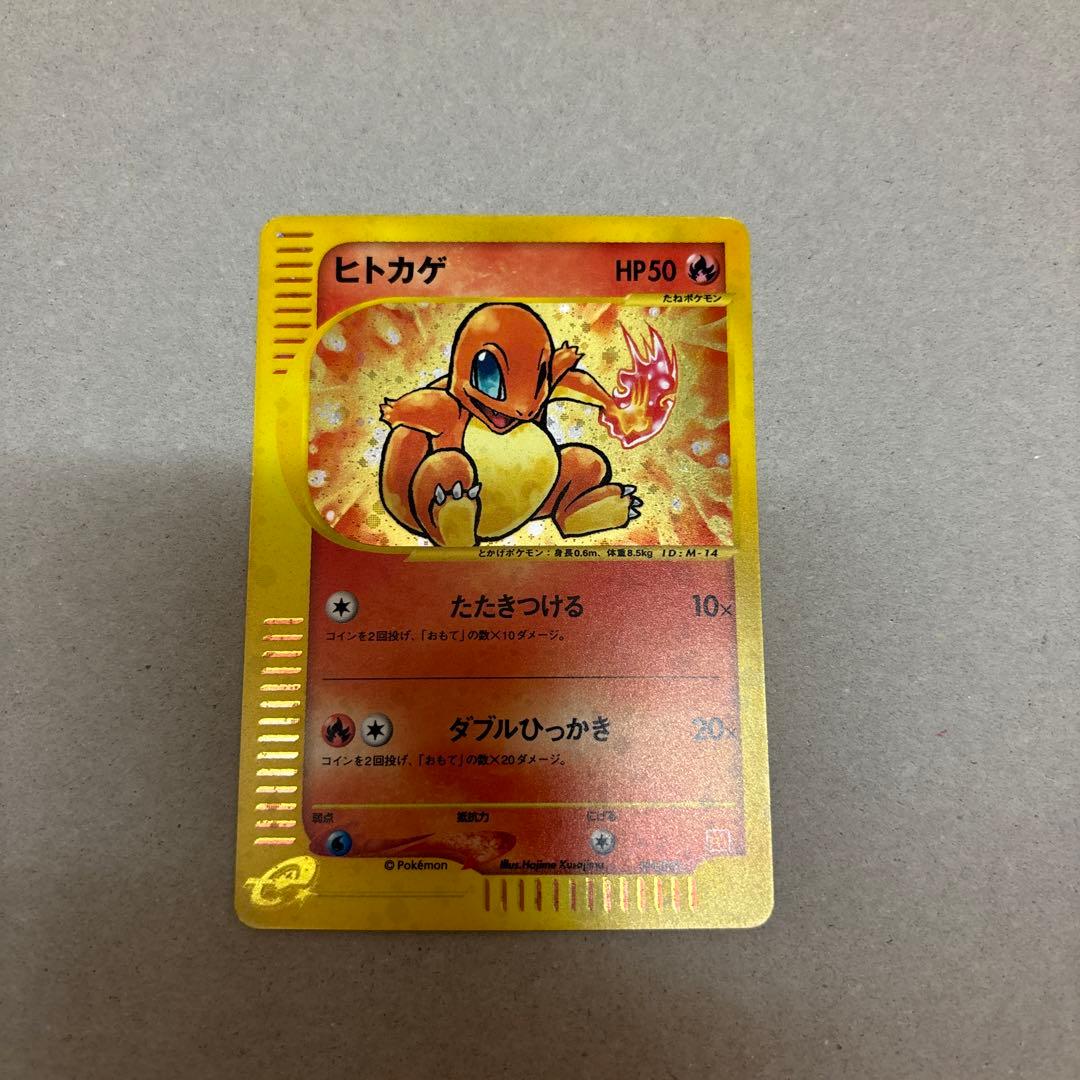 ヒトカゲ HP50
たねポケモン
とかげポケモン：身長0.6m、体重8.5kg ID:M-14
たたきつける 10×
コインを2回投げ、「おもて」の数×10ダメージ。
ダブルひっかき 20×
コインを2回投げ、「おもて」の数×20ダメージ。
弱点 抵抗力 にげる
©Pokémon Illus.Hajime Kusajima